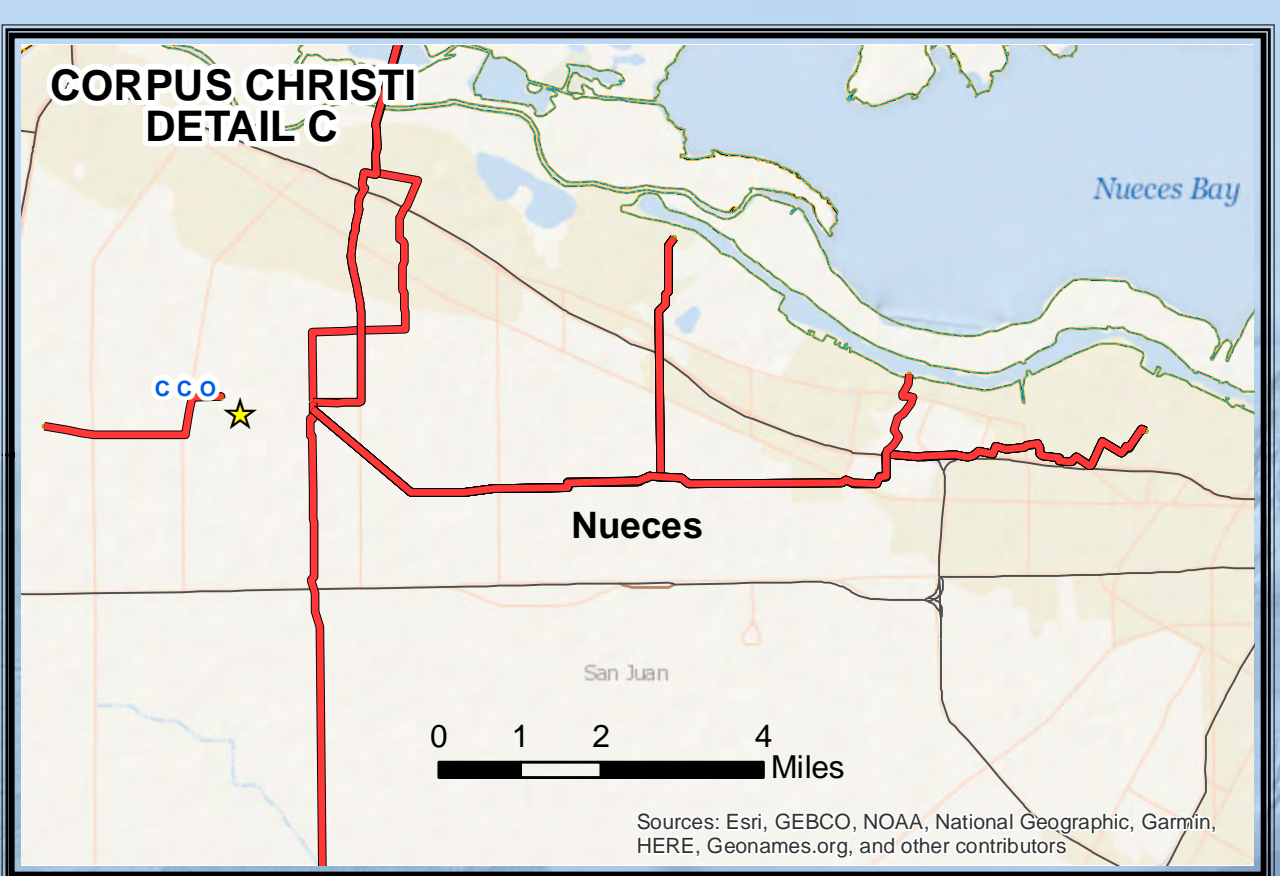 CORPUS CHRISTI
DETAIL C
Nueces Bay
C C O
Nueces
San Juan
0 1 2 4
Miles
Sources: Esri, GEBCO, NOAA, National Geographic, Garmin,
HERE, Geonames.org, and other contributors